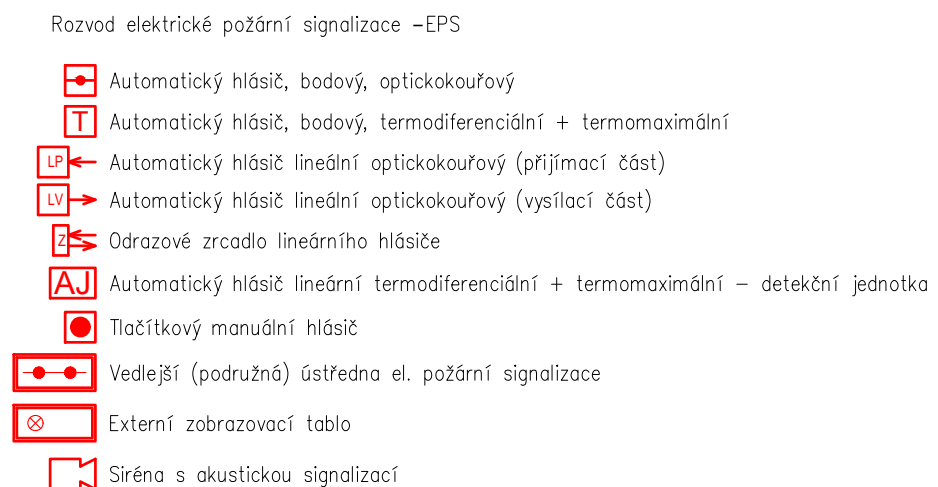 Rozvod elektrické požární signalizace –EPS
Automatický hlásič, bodový, optickokouřový
T Automatický hlásič, bodový, termodiferenciální + termomaximální
LP Automatický hlásič lineální optickokouřový (přijímací část)
LV Automatický hlásič lineální optickokouřový (vysílací část)
Z Odrazové zrcadlo lineárního hlásiče
AJ Automatický hlásič lineární termodiferenciální + termomaximální – detekční jednotka
Tlačítkový manuální hlásič
Vedlejší (podružná) ústředna el. požární signalizace
Externí zobrazovací tablo
Siréna s akustickou signalizací